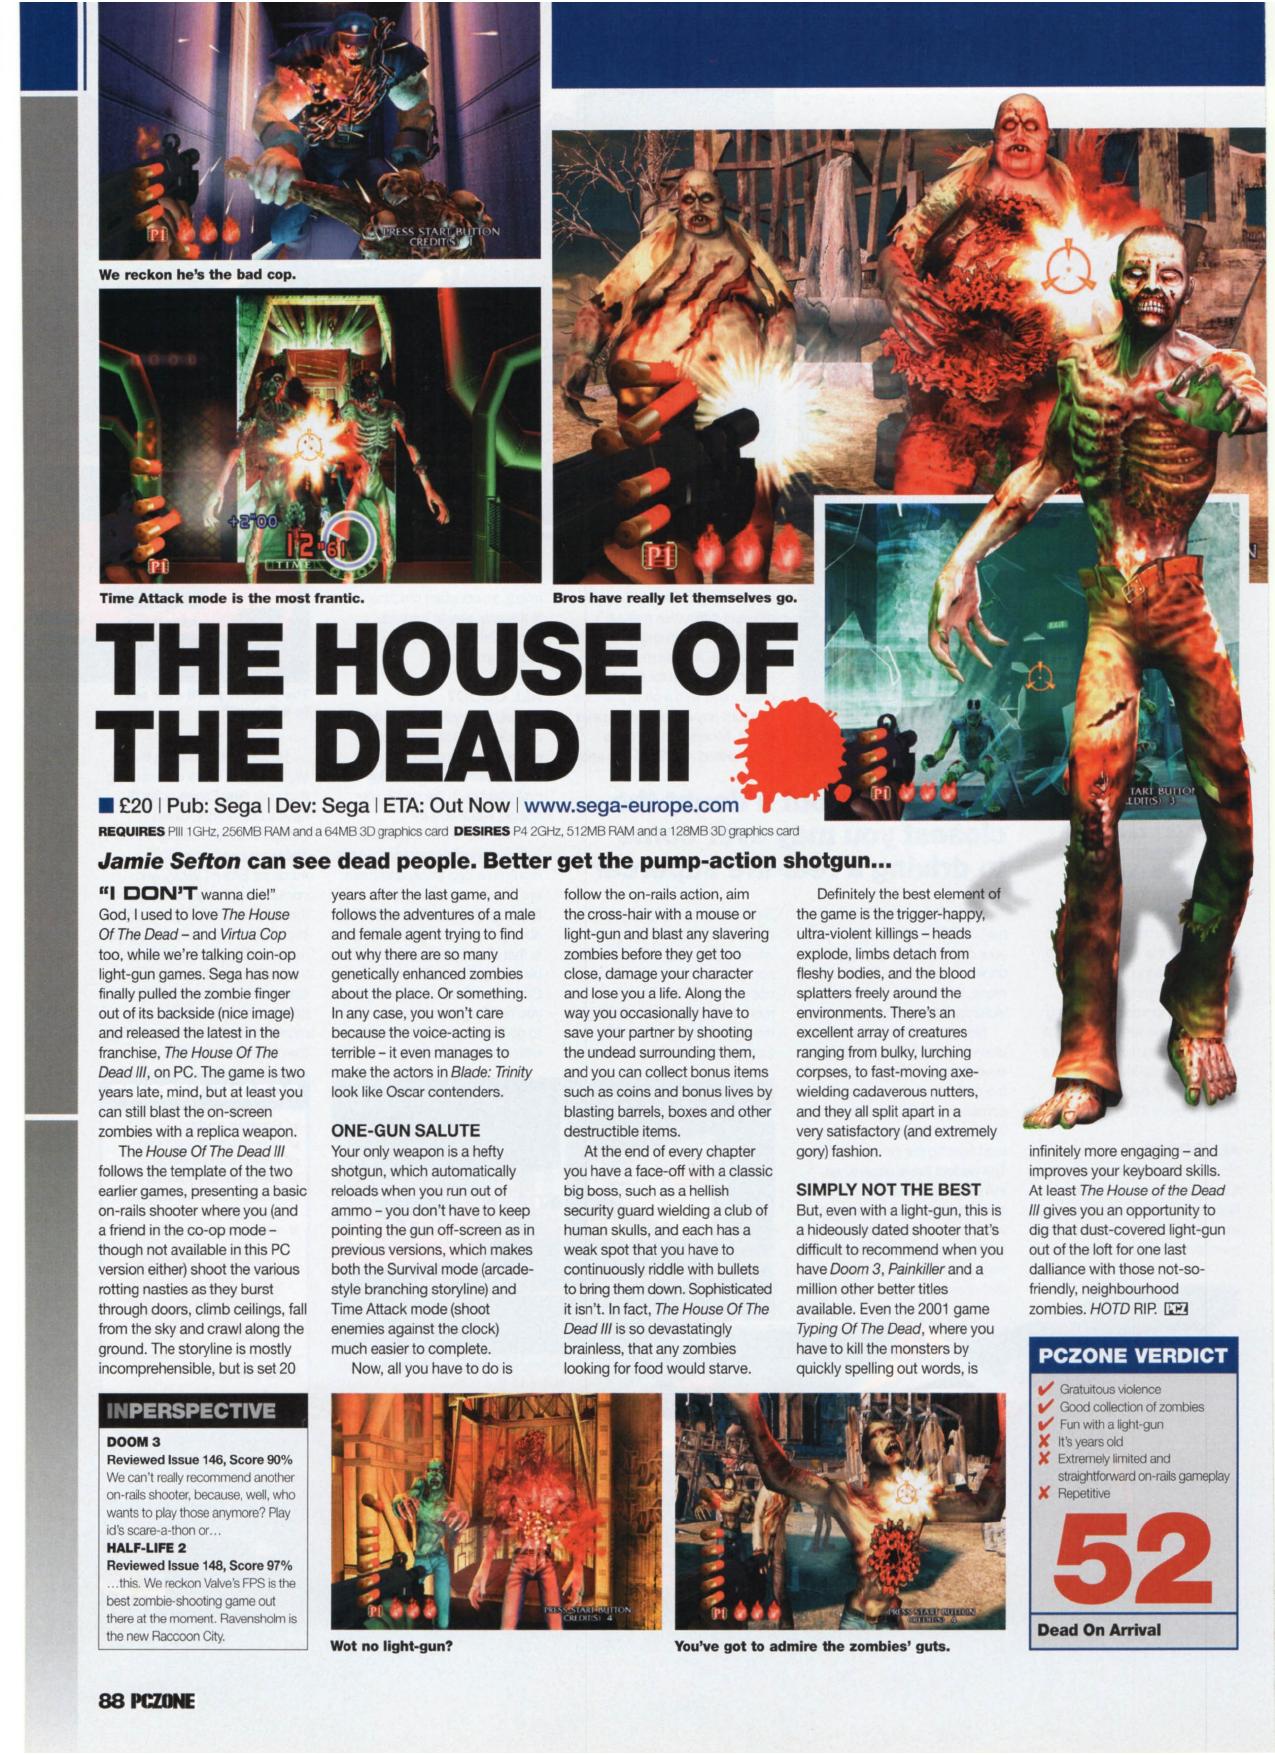 PRESS START BUTTON
CREDIT(S) 1
P1
We reckon he's the bad cop.
+2"00
12"61
TIME
P1
Time Attack mode is the most frantic.
P1
Bros have really let themselves go.
EXIT
P1
TART BUTTON
EDIT(S) 3
THE HOUSE OF
THE DEAD III
£20 | Pub: Sega | Dev: Sega | ETA: Out Now | www.sega-europe.com
REQUIRES PIII 1GHz, 256MB RAM and a 64MB 3D graphics card DESIRES P4 2GHz, 512MB RAM and a 128MB 3D graphics card
Jamie Sefton can see dead people. Better get the pump-action shotgun...
"I DON'T wanna die!"
God, I used to love The House
Of The Dead – and Virtua Cop
too, while we're talking coin-op
light-gun games. Sega has now
finally pulled the zombie finger
out of its backside (nice image)
and released the latest in the
franchise, The House Of The
Dead III, on PC. The game is two
years late, mind, but at least you
can still blast the on-screen
zombies with a replica weapon.
The House Of The Dead III
follows the template of the two
earlier games, presenting a basic
on-rails shooter where you (and
a friend in the co-op mode –
though not available in this PC
version either) shoot the various
rotting nasties as they burst
through doors, climb ceilings, fall
from the sky and crawl along the
ground. The storyline is mostly
incomprehensible, but is set 20
years after the last game, and
follows the adventures of a male
and female agent trying to find
out why there are so many
genetically enhanced zombies
about the place. Or something.
In any case, you won't care
because the voice-acting is
terrible – it even manages to
make the actors in Blade: Trinity
look like Oscar contenders.
ONE-GUN SALUTE
Your only weapon is a hefty
shotgun, which automatically
reloads when you run out of
ammo – you don't have to keep
pointing the gun off-screen as in
previous versions, which makes
both the Survival mode (arcade-
style branching storyline) and
Time Attack mode (shoot
enemies against the clock)
much easier to complete.
Now, all you have to do is
follow the on-rails action, aim
the cross-hair with a mouse or
light-gun and blast any slavering
zombies before they get too
close, damage your character
and lose you a life. Along the
way you occasionally have to
save your partner by shooting
the undead surrounding them,
and you can collect bonus items
such as coins and bonus lives by
blasting barrels, boxes and other
destructible items.
At the end of every chapter
you have a face-off with a classic
big boss, such as a hellish
security guard wielding a club of
human skulls, and each has a
weak spot that you have to
continuously riddle with bullets
to bring them down. Sophisticated
it isn't. In fact, The House Of The
Dead III is so devastatingly
brainless, that any zombies
looking for food would starve.
Definitely the best element of
the game is the trigger-happy,
ultra-violent killings – heads
explode, limbs detach from
fleshy bodies, and the blood
splatters freely around the
environments. There's an
excellent array of creatures
ranging from bulky, lurching
corpses, to fast-moving axe-
wielding cadaverous nutters,
and they all split apart in a
very satisfactory (and extremely
gory) fashion.
SIMPLY NOT THE BEST
But, even with a light-gun, this is
a hideously dated shooter that's
difficult to recommend when you
have Doom 3, Painkiller and a
million other better titles
available. Even the 2001 game
Typing Of The Dead, where you
have to kill the monsters by
quickly spelling out words, is
infinitely more engaging – and
improves your keyboard skills.
At least The House of the Dead
III gives you an opportunity to
dig that dust-covered light-gun
out of the loft for one last
dalliance with those not-so-
friendly, neighbourhood
zombies. HOTD RIP. PCZ
INPERSPECTIVE
DOOM 3
Reviewed Issue 146, Score 90%
We can't really recommend another
on-rails shooter, because, well, who
wants to play those anymore? Play
id's scare-a-thon or...
HALF-LIFE 2
Reviewed Issue 148, Score 97%
...this. We reckon Valve's FPS is the
best zombie-shooting game out
there at the moment. Ravensholm is
the new Raccoon City.
P1
PRESS START BUTTON
CREDIT(S) 4
Wot no light-gun?
P1
PRESS START BUTTON
CREDIT(S) 4
You've got to admire the zombies' guts.
PCZONE VERDICT
✔ Gratuitous violence
✔ Good collection of zombies
✔ Fun with a light-gun
✘ It's years old
✘ Extremely limited and
straightforward on-rails gameplay
✘ Repetitive
52
Dead On Arrival
88 PCZONE